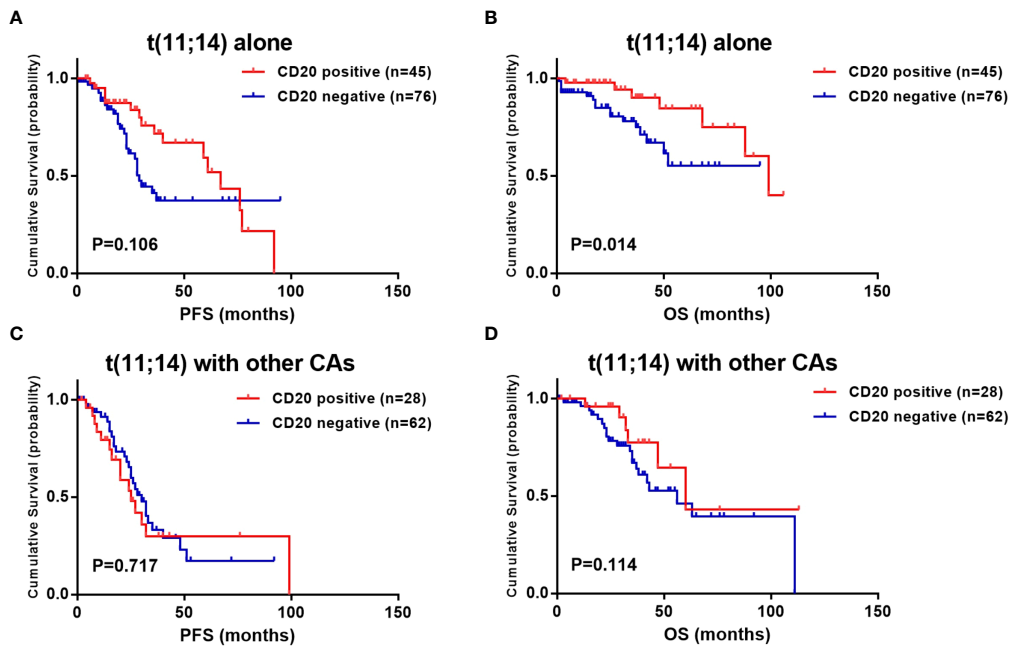 A
t(11;14) alone
Cumulative Survival (probability)
1.0
0.5
0.0
CD20 positive (n=45)
CD20 negative (n=76)
P=0.106
0 50 100 150
PFS (months)
B
t(11;14) alone
Cumulative Survival (probability)
1.0
0.5
0.0
CD20 positive (n=45)
CD20 negative (n=76)
P=0.014
0 50 100 150
OS (months)
C
t(11;14) with other CAs
Cumulative Survival (probability)
1.0
0.5
0.0
CD20 positive (n=28)
CD20 negative (n=62)
P=0.717
0 50 100 150
PFS (months)
D
t(11;14) with other CAs
Cumulative Survival (probability)
1.0
0.5
0.0
CD20 positive (n=28)
CD20 negative (n=62)
P=0.114
0 50 100 150
OS (months)